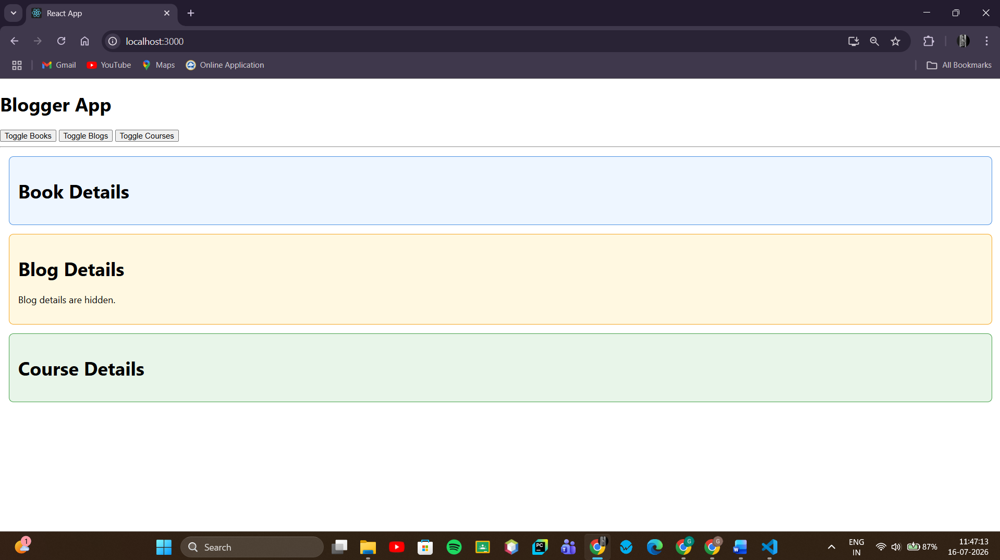 React App
localhost:3000
Gmail YouTube Maps Online Application All Bookmarks
Blogger App
Toggle Books Toggle Blogs Toggle Courses
Book Details
Blog Details
Blog details are hidden.
Course Details
1 Search PC T G G W ENG 87% 11:47:13
IN 16-07-2026